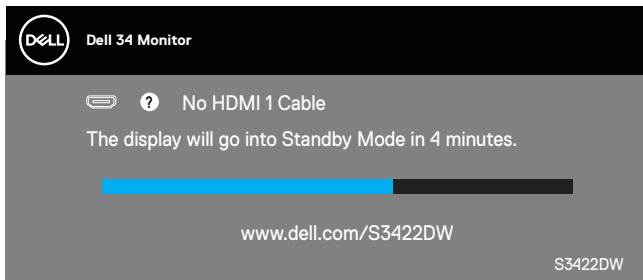 DELL
Dell 34 Monitor
? No HDMI 1 Cable
The display will go into Standby Mode in 4 minutes.
www.dell.com/S3422DW
S3422DW